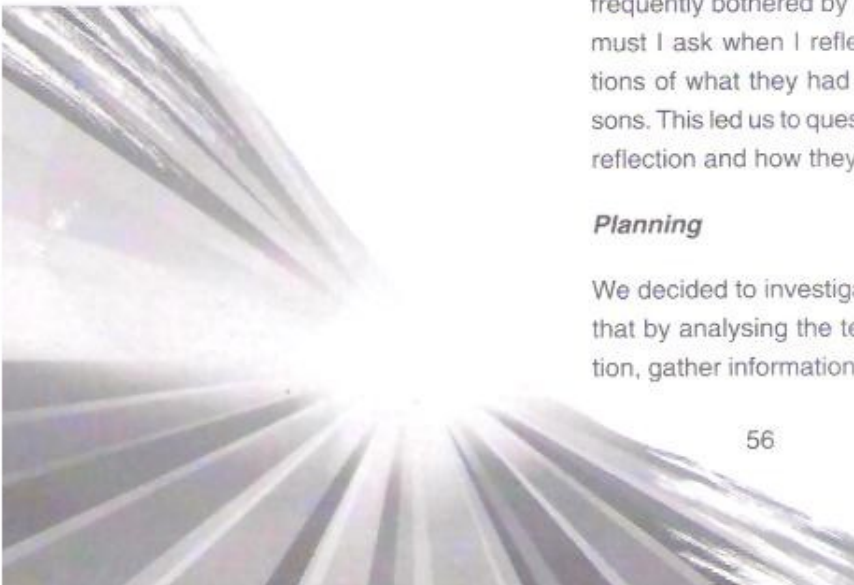 frequently bothered by
must I ask when I refle
tions of what they had
sons. This led us to ques
reflection and how they
Planning
We decided to investiga
that by analysing the te
tion, gather information
56